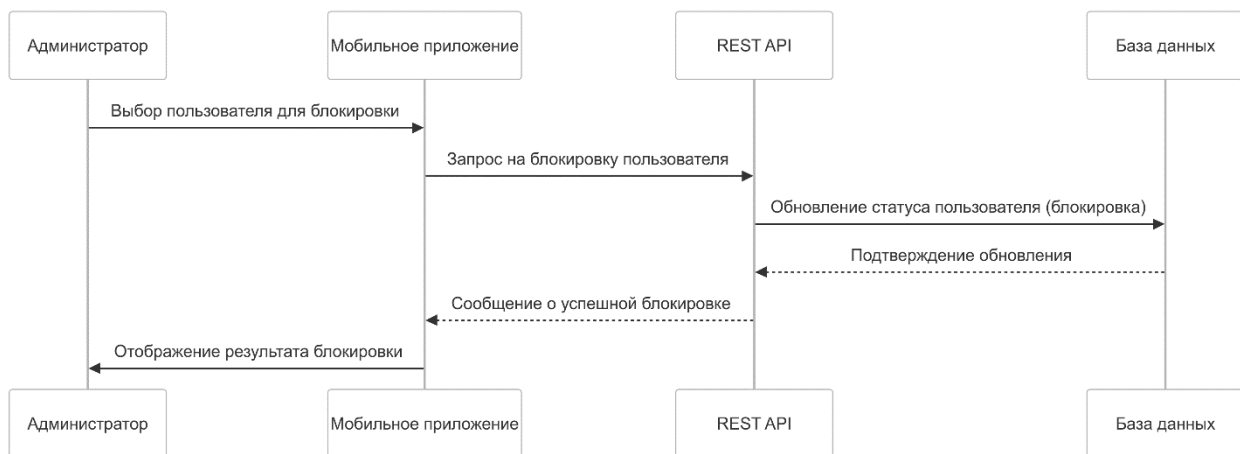 Администратор
Мобильное приложение
REST API
База данных
Выбор пользователя для блокировки
Запрос на блокировку пользователя
Обновление статуса пользователя (блокировка)
Подтверждение обновления
Сообщение о успешной блокировке
Отображение результата блокировки
Администратор
Мобильное приложение
REST API
База данных